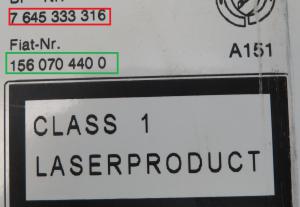 7 645 333 316
Fiat-Nr.
156 070 440 0
A151
CLASS 1
LASERPRODUCT